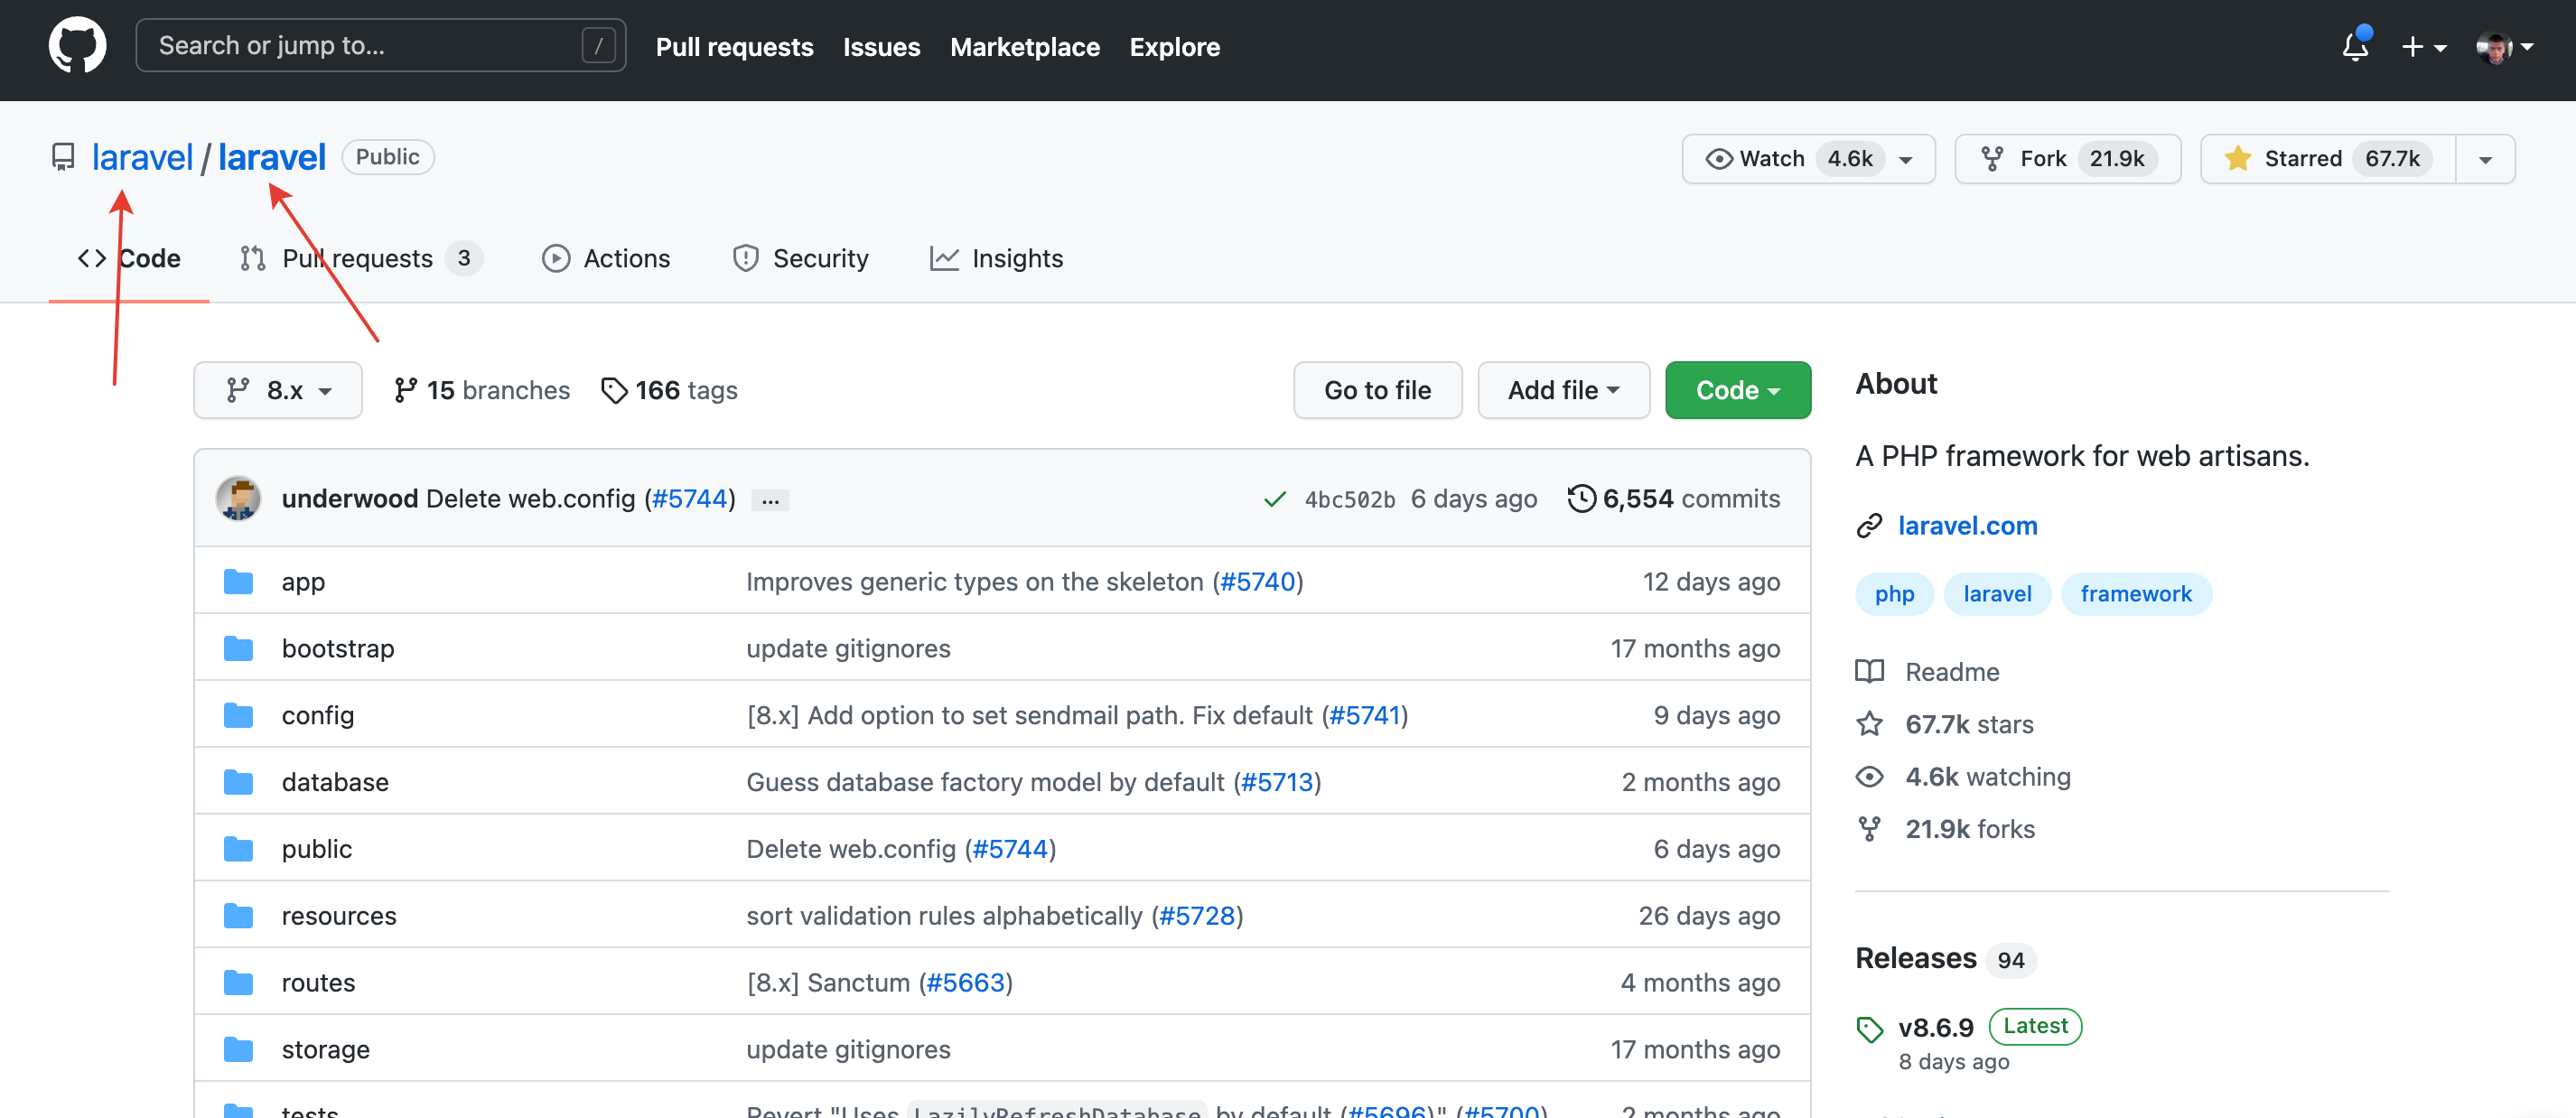 Search or jump to... / Pull requests Issues Marketplace Explore
laravel / laravel Public Watch 4.6k Fork 21.9k Starred 67.7k
Code Pull requests 3 Actions Security Insights
8.x 15 branches 166 tags Go to file Add file Code
underwood Delete web.config (#5744) ... 4bc502b 6 days ago 6,554 commits
app Improves generic types on the skeleton (#5740) 12 days ago
bootstrap update gitignores 17 months ago
config [8.x] Add option to set sendmail path. Fix default (#5741) 9 days ago
database Guess database factory model by default (#5713) 2 months ago
public Delete web.config (#5744) 6 days ago
resources sort validation rules alphabetically (#5728) 26 days ago
routes [8.x] Sanctum (#5663) 4 months ago
storage update gitignores 17 months ago
tests Revert "Uses LazilyRefreshDatabase by default (#5696)" (#5700) 2 months ago
About
A PHP framework for web artisans.
laravel.com
php laravel framework
Readme
67.7k stars
4.6k watching
21.9k forks
Releases 94
v8.6.9 Latest
8 days ago